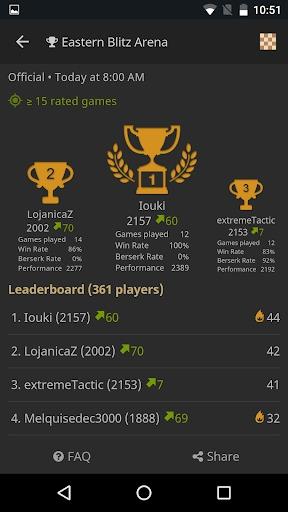 10:51
Eastern Blitz Arena
Official • Today at 8:00 AM
≥ 15 rated games
2
LojanicaZ
2002 70
Games played 14
Win Rate 86%
Berserk Rate 0%
Performance 2277
1
Iouki
2157 60
Games played 12
Win Rate 100%
Berserk Rate 0%
Performance 2389
3
extremeTactic
2153 7
Games played 12
Win Rate 83%
Berserk Rate 92%
Performance 2192
Leaderboard (361 players)
1. Iouki (2157) 60 44
2. LojanicaZ (2002) 70 42
3. extremeTactic (2153) 7 41
4. Melquisedec3000 (1888) 69 32
FAQ Share